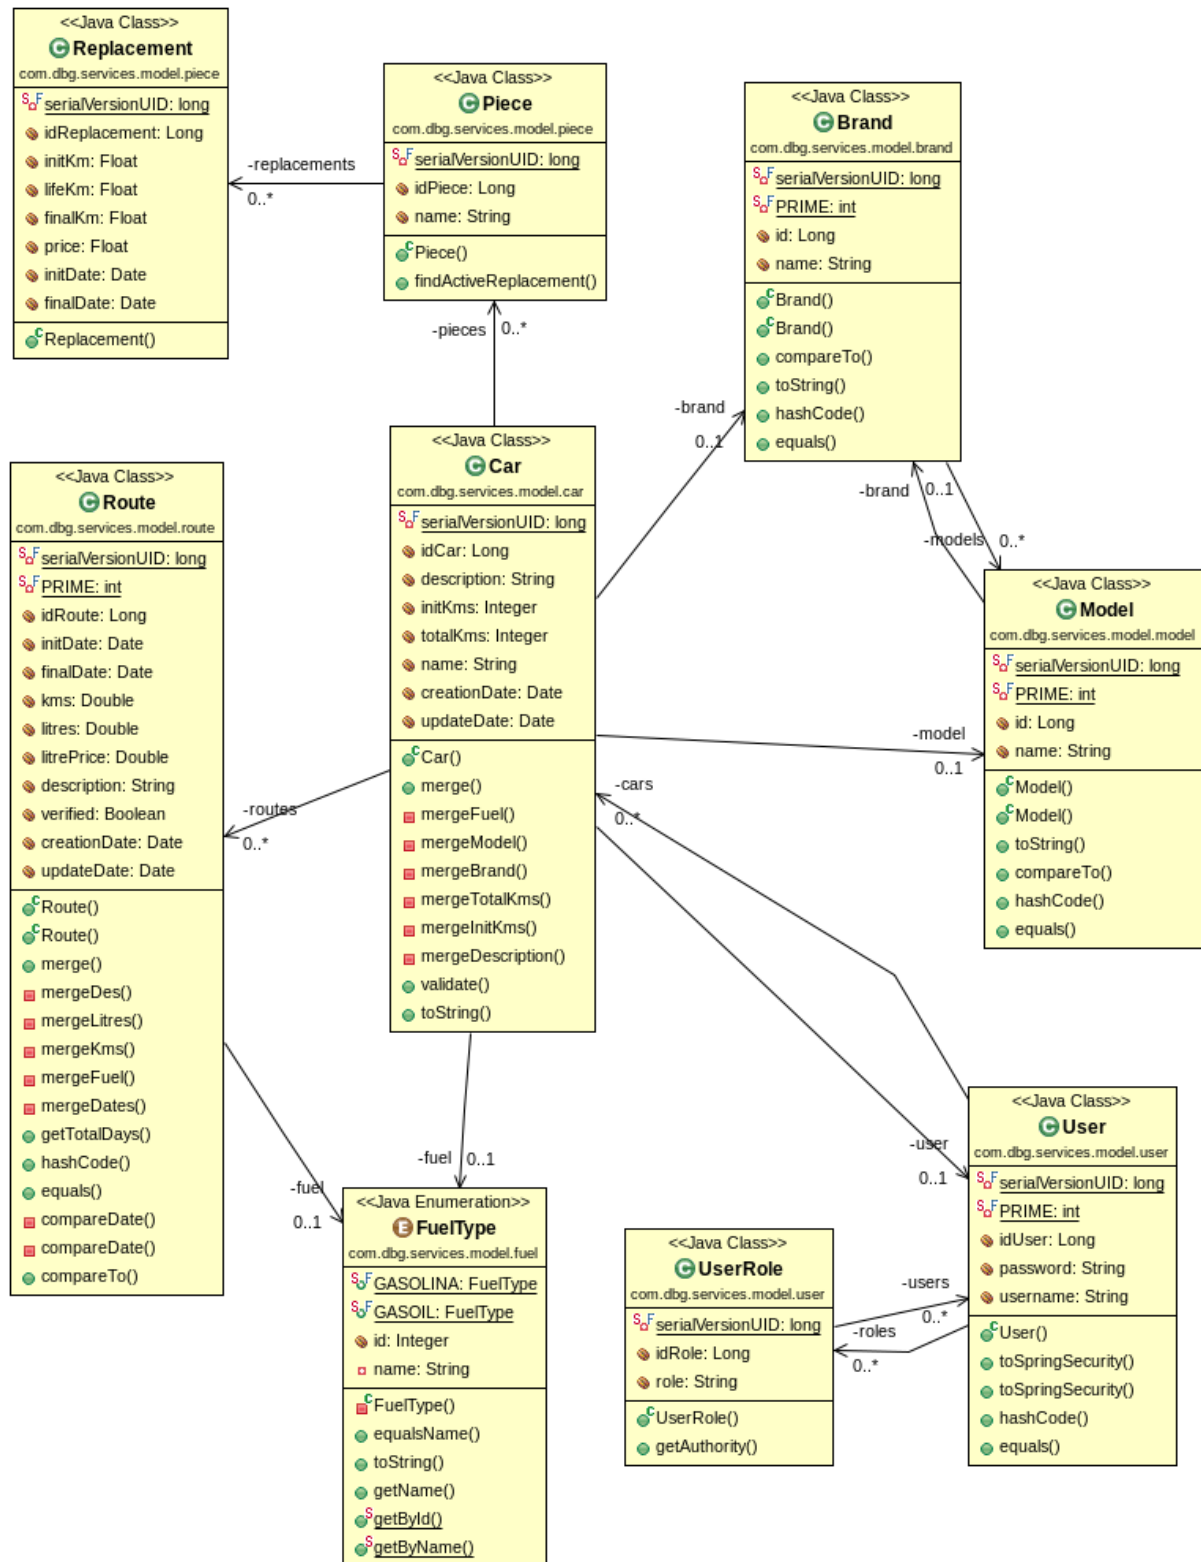 <<Java Class>>
Replacement
com.dbg.services.model.piece
serialVersionUID: long
idReplacement: Long
initKm: Float
lifeKm: Float
finalKm: Float
price: Float
initDate: Date
finalDate: Date
Replacement()
-replacements
0..*
<<Java Class>>
Piece
com.dbg.services.model.piece
serialVersionUID: long
idPiece: Long
name: String
Piece()
findActiveReplacement()
-pieces
0..*
<<Java Class>>
Brand
com.dbg.services.model.brand
serialVersionUID: long
PRIME: int
id: Long
name: String
Brand()
Brand()
compareTo()
toString()
hashCode()
equals()
-brand
0..1
-brand
0..1
-models
0..*
<<Java Class>>
Route
com.dbg.services.model.route
serialVersionUID: long
PRIME: int
idRoute: Long
initDate: Date
finalDate: Date
kms: Double
litres: Double
litrePrice: Double
description: String
verified: Boolean
creationDate: Date
updateDate: Date
Route()
Route()
merge()
mergeDes()
mergeLitres()
mergeKms()
mergeFuel()
mergeDates()
getTotalDays()
hashCode()
equals()
compareDate()
compareDate()
compareTo()
-routes
0..*
<<Java Class>>
Car
com.dbg.services.model.car
serialVersionUID: long
idCar: Long
description: String
initKms: Integer
totalKms: Integer
name: String
creationDate: Date
updateDate: Date
Car()
merge()
mergeFuel()
mergeModel()
mergeBrand()
mergeTotalKms()
mergeInitKms()
mergeDescription()
validate()
toString()
-model
0..1
<<Java Class>>
Model
com.dbg.services.model.model
serialVersionUID: long
PRIME: int
id: Long
name: String
Model()
Model()
toString()
compareTo()
hashCode()
equals()
-cars
0..*
-user
0..1
-fuel
0..1
-fuel
0..1
<<Java Enumeration>>
FuelType
com.dbg.services.model.fuel
GASOLINA: FuelType
GASOIL: FuelType
id: Integer
name: String
FuelType()
equalsName()
toString()
getName()
getById()
getByName()
<<Java Class>>
UserRole
com.dbg.services.model.user
serialVersionUID: long
idRole: Long
role: String
UserRole()
getAuthority()
-users
0..*
-roles
0..*
<<Java Class>>
User
com.dbg.services.model.user
serialVersionUID: long
PRIME: int
idUser: Long
password: String
username: String
User()
toSpringSecurity()
toSpringSecurity()
hashCode()
equals()